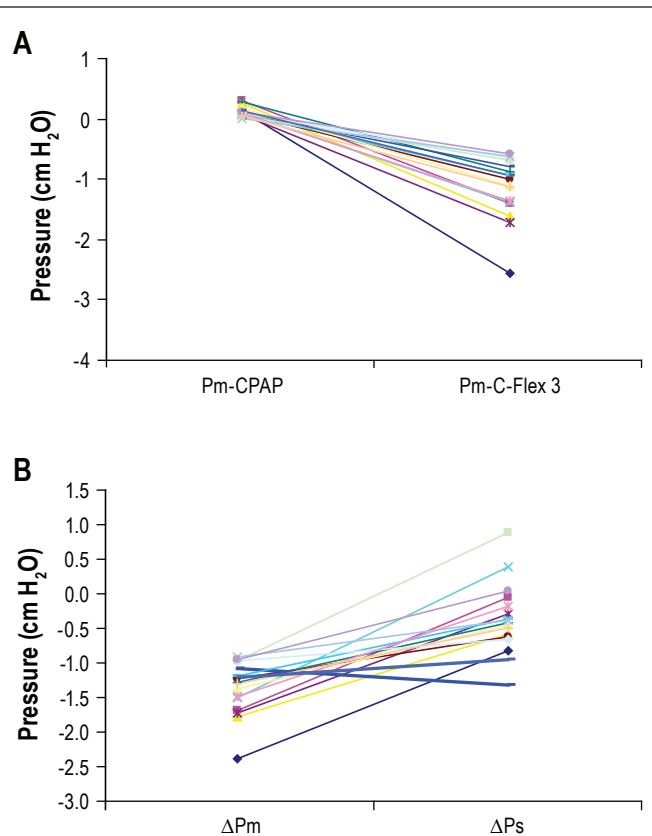 A
Pressure (cm H₂O)
1
0
-1
-2
-3
-4
Pm-CPAP Pm-C-Flex 3
B
Pressure (cm H₂O)
1.5
1.0
0.5
0.0
-0.5
-1.0
-1.5
-2.0
-2.5
-3.0
ΔPm ΔPs